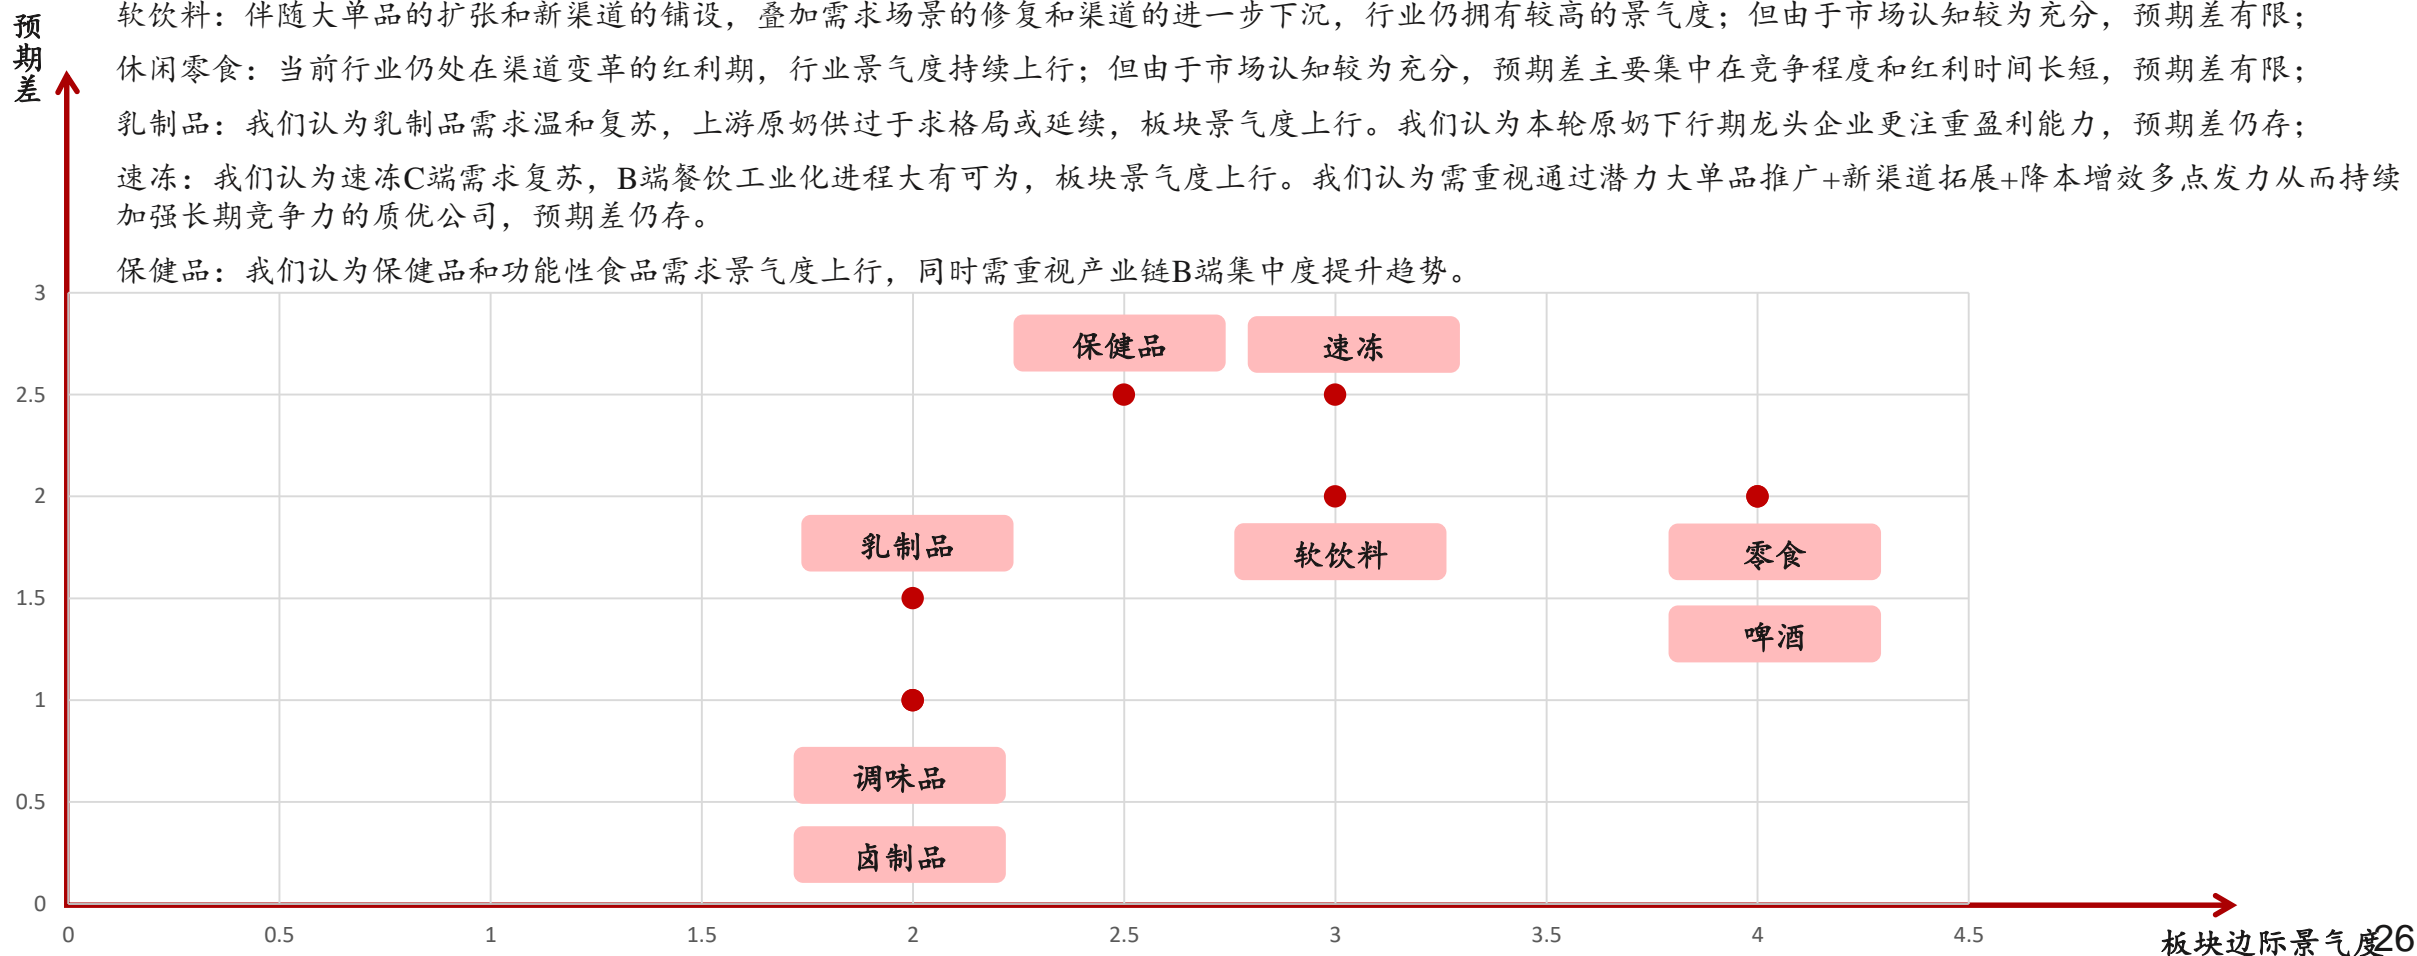 预
期
差
软饮料：伴随大单品的扩张和新渠道的铺设，叠加需求场景的修复和渠道的进一步下沉，行业仍拥有较高的景气度；但由于市场认知较为充分，预期差有限；
休闲零食：当前行业仍处在渠道变革的红利期，行业景气度持续上行；但由于市场认知较为充分，预期差主要集中在竞争程度和红利时间长短，预期差有限；
乳制品：我们认为乳制品需求温和复苏，上游原奶供过于求格局或延续，板块景气度上行。我们认为本轮原奶下行期龙头企业更注重盈利能力，预期差仍存；
速冻：我们认为速冻C端需求复苏，B端餐饮工业化进程大有可为，板块景气度上行。我们认为需重视通过潜力大单品推广+新渠道拓展+降本增效多点发力从而持续
加强长期竞争力的质优公司，预期差仍存。
保健品：我们认为保健品和功能性食品需求景气度上行，同时需重视产业链B端集中度提升趋势。
3
保健品
速冻
2.5
2
乳制品
软饮料
零食
1.5
啤酒
1
调味品
0.5
卤制品
0
0
0.5
1
1.5
2
2.5
3
3.5
4
4.5
板块边际景气度
26